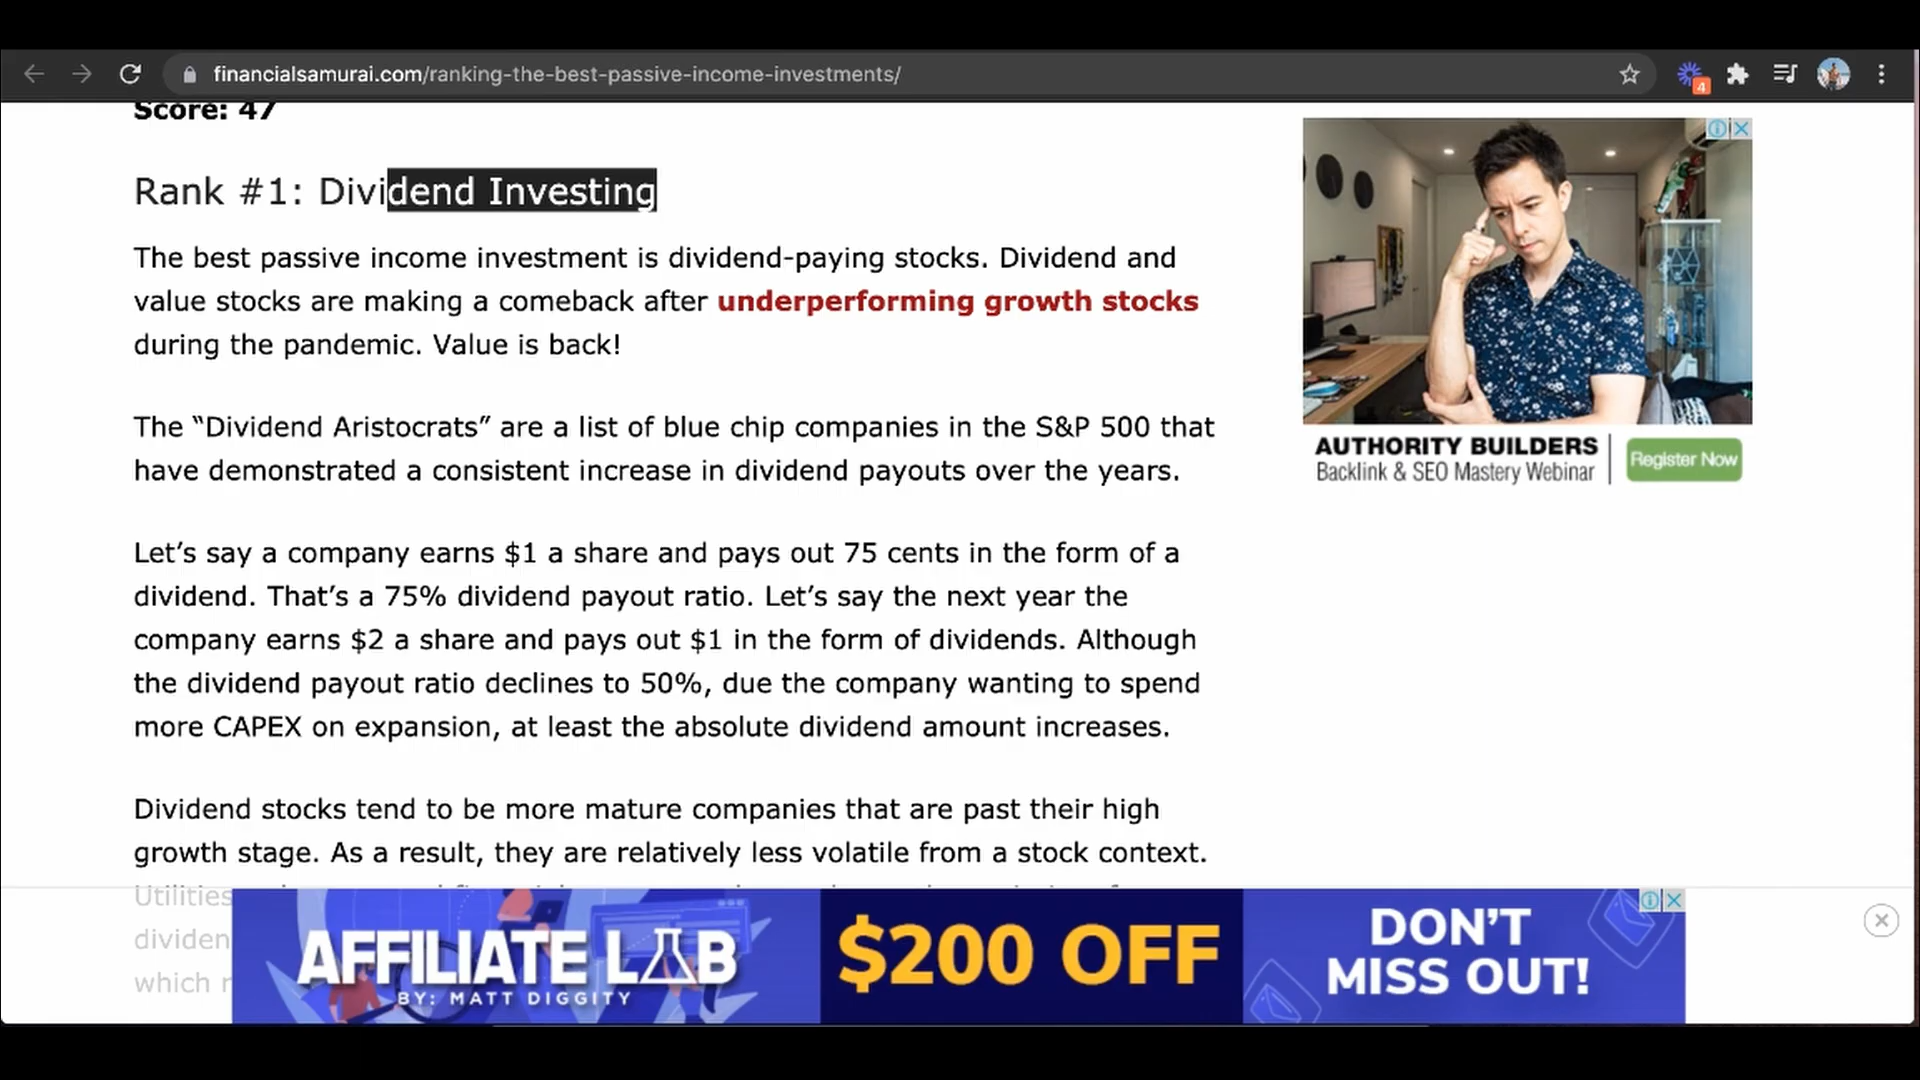 financialsamurai.com/ranking-the-best-passive-income-investments/
4
Score: 47
Rank #1: Dividend Investing
The best passive income investment is dividend-paying stocks. Dividend and
value stocks are making a comeback after underperforming growth stocks
during the pandemic. Value is back!
The “Dividend Aristocrats” are a list of blue chip companies in the S&P 500 that
have demonstrated a consistent increase in dividend payouts over the years.
Let’s say a company earns $1 a share and pays out 75 cents in the form of a
dividend. That’s a 75% dividend payout ratio. Let’s say the next year the
company earns $2 a share and pays out $1 in the form of dividends. Although
the dividend payout ratio declines to 50%, due the company wanting to spend
more CAPEX on expansion, at least the absolute dividend amount increases.
Dividend stocks tend to be more mature companies that are past their high
growth stage. As a result, they are relatively less volatile from a stock context.
Utilities
dividen
which r
AUTHORITY BUILDERS
Backlink & SEO Mastery Webinar
Register Now
AFFILIATE LAB
BY: MATT DIGGITY
$200 OFF
DON'T
MISS OUT!